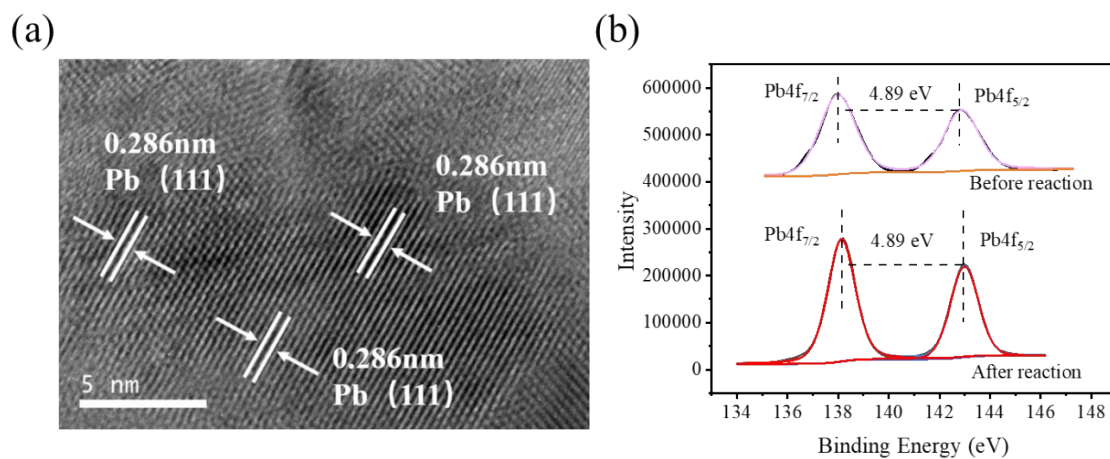 (a)
0.286nm
Pb (111)
0.286nm
Pb (111)
0.286nm
Pb (111)
5 nm
(b)
Intensity
600000
500000
400000
300000
200000
100000
0
Pb4f7/2
4.89 eV
Pb4f5/2
Before reaction
Pb4f7/2
4.89 eV
Pb4f5/2
After reaction
134 136 138 140 143 144 146 148
Binding Energy (eV)